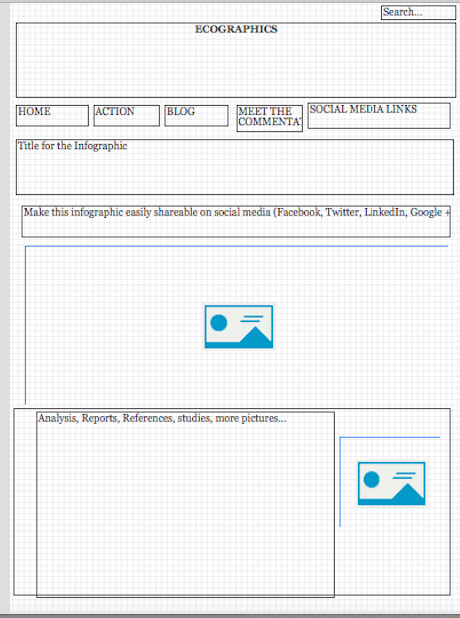 Search...
ECOGRAPHICS
HOME
ACTION
BLOG
MEET THE
COMMENTA
SOCIAL MEDIA LINKS
Title for the Infographic
Make this infographic easily shareable on social media (Facebook, Twitter, LinkedIn, Google +
Analysis, Reports, References, studies, more pictures...